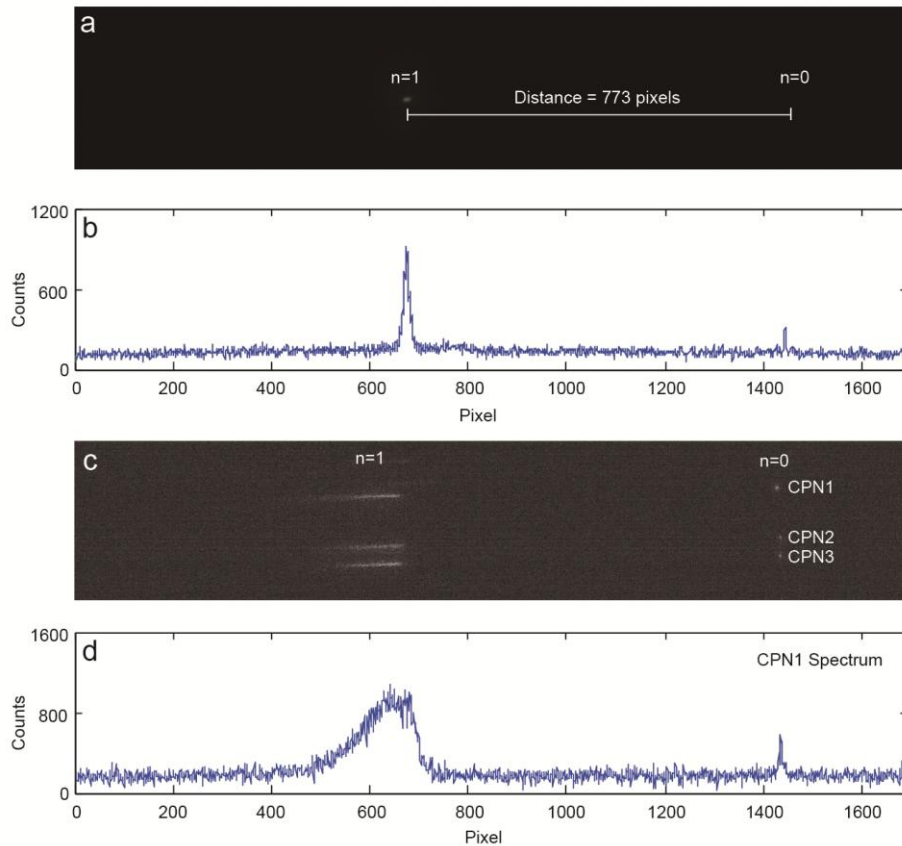 a
n=1
n=0
Distance = 773 pixels
b
1200
600
0
Counts
0 200 400 600 800 1000 1200 1400 1600
Pixel
c
n=1
n=0
CPN1
CPN2
CPN3
d
CPN1 Spectrum
1600
800
0
Counts
0 200 400 600 800 1000 1200 1400 1600
Pixel